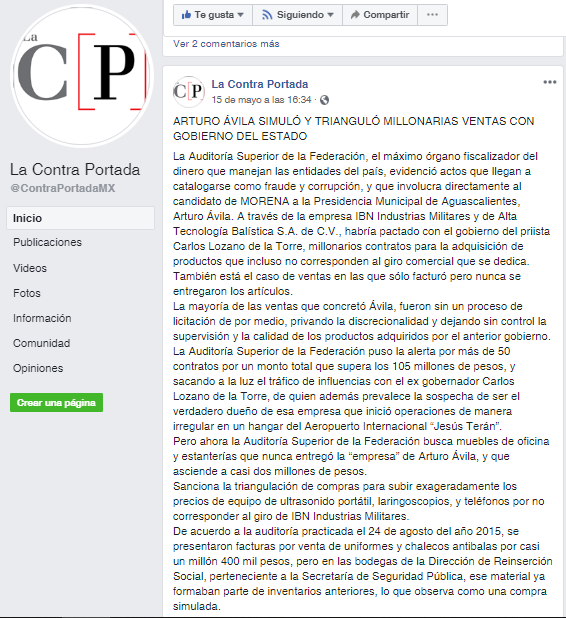 Te gusta
Siguiendo
Compartir
Ver 2 comentarios más
La
C[P]
La Contra Portada
@ContraPortadaMX
Inicio
Publicaciones
Videos
Fotos
Información
Comunidad
Opiniones
Crear una página
La Contra Portada
15 de mayo a las 16:34 ·
ARTURO ÁVILA SIMULÓ Y TRIANGULÓ MILLONARIAS VENTAS CON
GOBIERNO DEL ESTADO
La Auditoría Superior de la Federación, el máximo órgano fiscalizador del
dinero que manejan las entidades del país, evidenció actos que llegan a
catalogarse como fraude y corrupción, y que involucra directamente al
candidato de MORENA a la Presidencia Municipal de Aguascalientes,
Arturo Ávila. A través de la empresa IBN Industrias Militares y de Alta
Tecnología Balística S.A. de C.V., habría pactado con el gobierno del priista
Carlos Lozano de la Torre, millonarios contratos para la adquisición de
productos que incluso no corresponden al giro comercial que se dedica.
También está el caso de ventas en las que sólo facturó pero nunca se
entregaron los artículos.
La mayoría de las ventas que concretó Ávila, fueron sin un proceso de
licitación de por medio, privando la discrecionalidad y dejando sin control la
supervisión y la calidad de los productos adquiridos por el anterior gobierno.
La Auditoría Superior de la Federación puso la alerta por más de 50
contratos por un monto total que supera los 105 millones de pesos, y
sacando a la luz el tráfico de influencias con el ex gobernador Carlos
Lozano de la Torre, de quien además prevalece la sospecha de ser el
verdadero dueño de esa empresa que inició operaciones de manera
irregular en un hangar del Aeropuerto Internacional “Jesús Terán”.
Pero ahora la Auditoría Superior de la Federación busca muebles de oficina
y estanterías que nunca entregó la “empresa” de Arturo Ávila, y que
asciende a casi dos millones de pesos.
Sanciona la triangulación de compras para subir exageradamente los
precios de equipo de ultrasonido portátil, laringoscopios, y teléfonos por no
corresponder al giro de IBN Industrias Militares.
De acuerdo a la auditoría practicada el 24 de agosto del año 2015, se
presentaron facturas por venta de uniformes y chalecos antibalas por casi
un millón 400 mil pesos, pero en las bodegas de la Dirección de Reinserción
Social, perteneciente a la Secretaría de Seguridad Pública, ese material ya
formaban parte de inventarios anteriores, lo que observa como una compra
simulada.